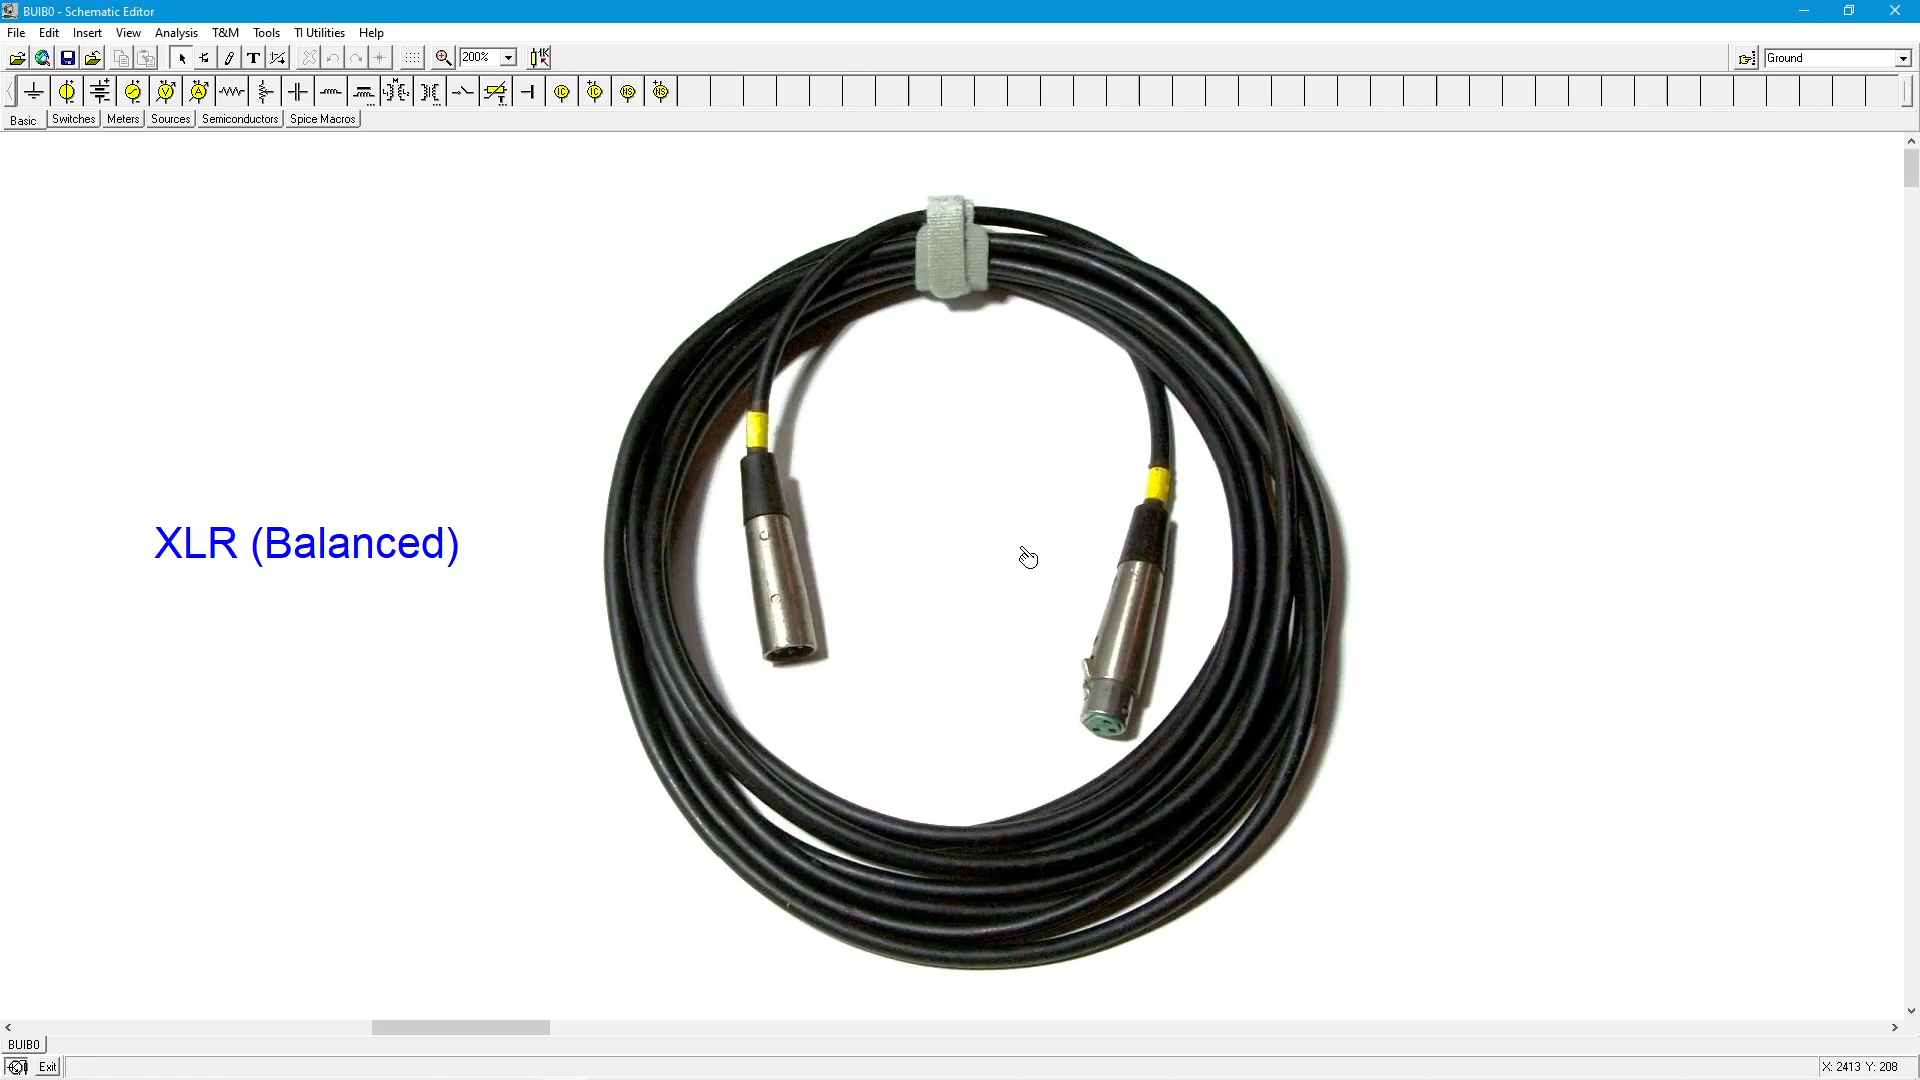 BUIB0 - Schematic Editor
File Edit Insert View Analysis T&M Tools TI Utilities Help
200%
1K
Ground
Basic Switches Meters Sources Semiconductors Spice Macros
XLR (Balanced)
BUIB0
Exit
X: 2413 Y: 208